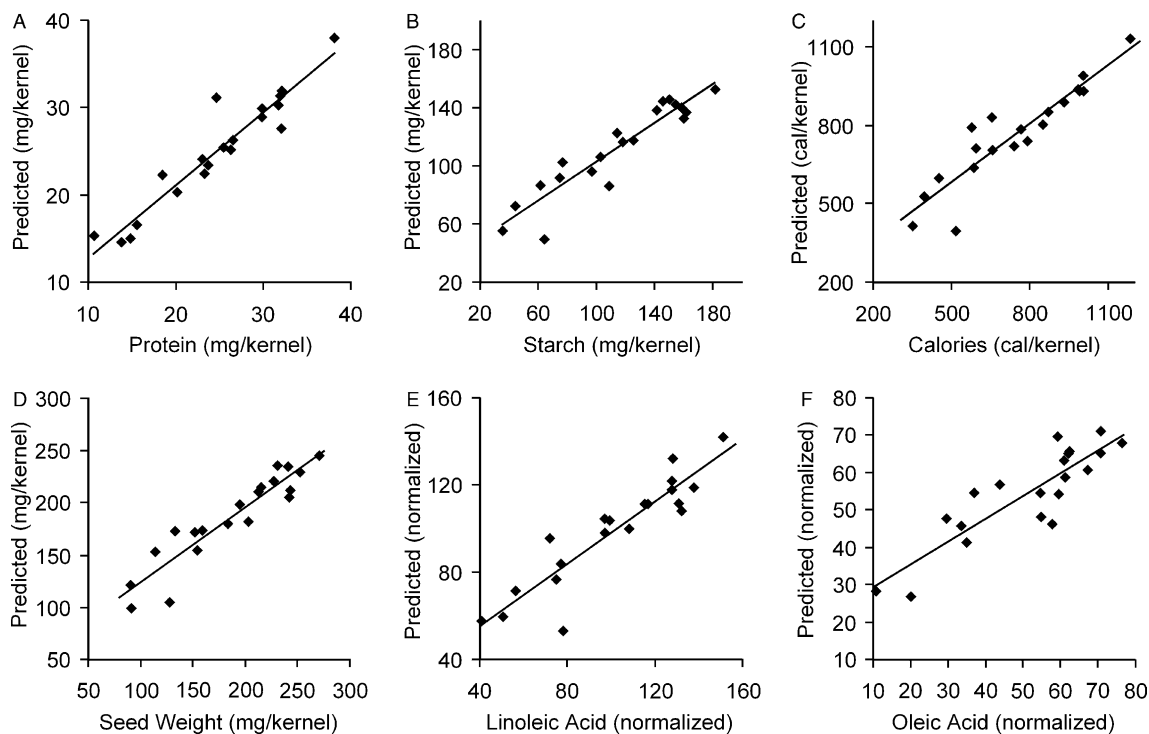 A
Predicted (mg/kernel)
40
30
20
10
10 20 30 40
Protein (mg/kernel)
B
Predicted (mg/kernel)
180
140
100
60
20
20 60 100 140 180
Starch (mg/kernel)
C
Predicted (cal/kernel)
1100
800
500
200
200 500 800 1100
Calories (cal/kernel)
D
Predicted (mg/kernel)
300
250
200
150
100
50
50 100 150 200 250 300
Seed Weight (mg/kernel)
E
Predicted (normalized)
160
120
80
40
40 80 120 160
Linoleic Acid (normalized)
F
Predicted (normalized)
80
70
60
50
40
30
20
10
10 20 30 40 50 60 70 80
Oleic Acid (normalized)